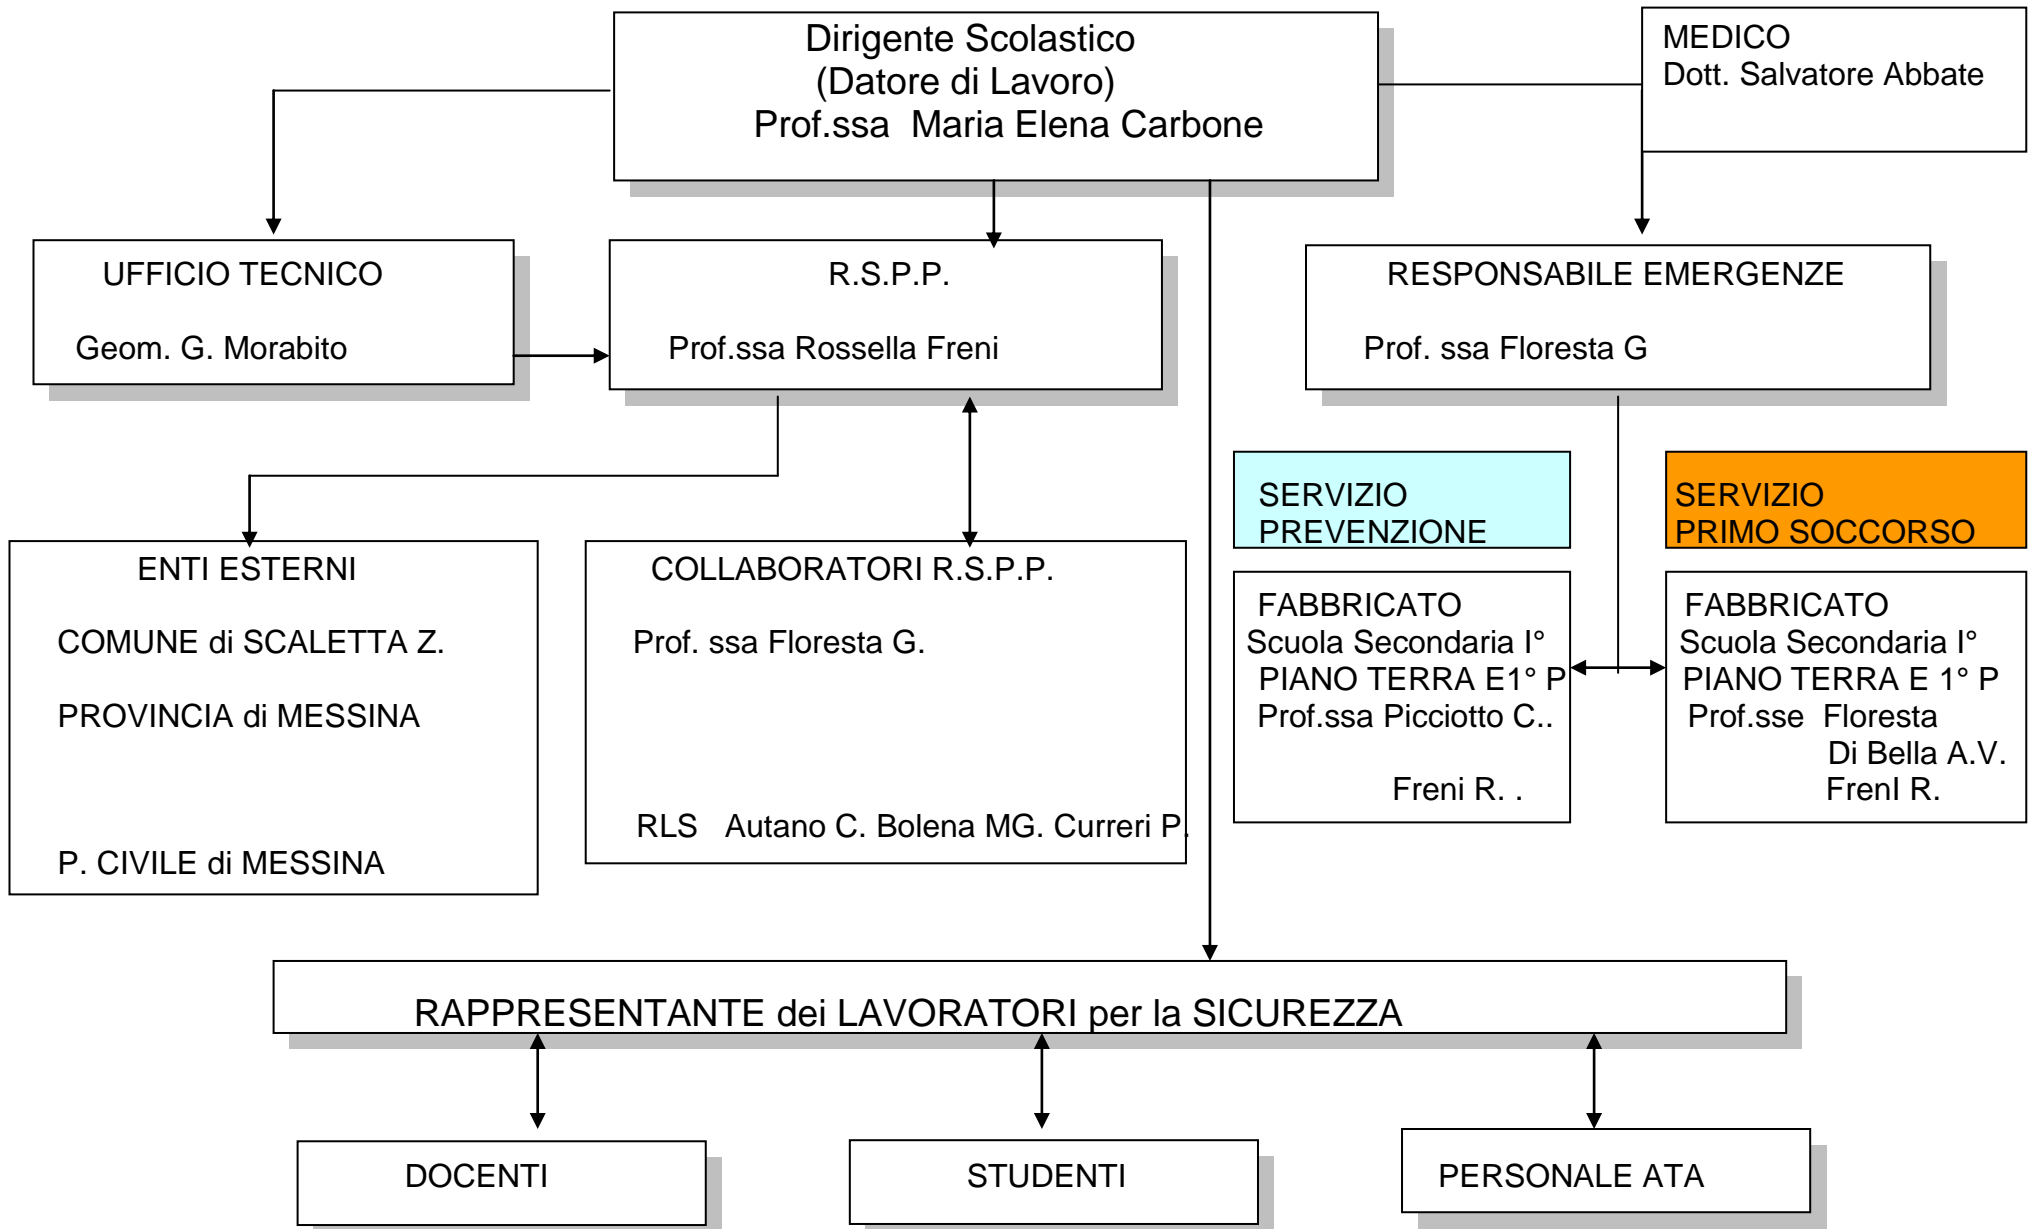 Dirigente Scolastico
(Datore di Lavoro)
Prof.ssa Maria Elena Carbone
MEDICO
Dott. Salvatore Abbate
UFFICIO TECNICO
Geom. G. Morabito
R.S.P.P.
Prof.ssa Rossella Freni
RESPONSABILE EMERGENZE
Prof. ssa Floresta G
ENTI ESTERNI
COMUNE di SCALETTA Z.
PROVINCIA di MESSINA
P. CIVILE di MESSINA
COLLABORATORI R.S.P.P.
Prof. ssa Floresta G.
RLS Autano C. Bolena MG. Curreri P.
SERVIZIO
PREVENZIONE
FABBRICATO
Scuola Secondaria I°
PIANO TERRA E1° P
Prof.ssa Picciotto C..
Freni R. .
SERVIZIO
PRIMO SOCCORSO
FABBRICATO
Scuola Secondaria I°
PIANO TERRA E 1° P
Prof.sse Floresta
Di Bella A.V.
FrenI R.
RAPPRESENTANTE dei LAVORATORI per la SICUREZZA
DOCENTI
STUDENTI
PERSONALE ATA